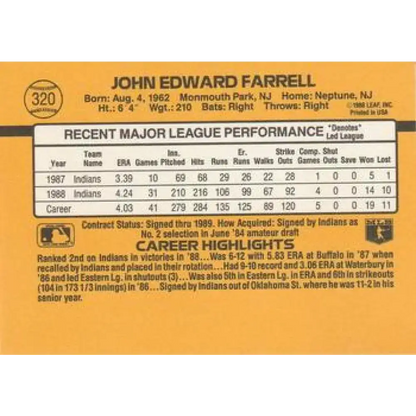 320
JOHN EDWARD FARRELL
Born: Aug. 4, 1962 Monmouth Park, NJ Home: Neptune, NJ
Ht.: 6' 4" Wgt.: 210 Bats: Right Throws: Right
©1988 LEAF, INC.
Printed in USA
RECENT MAJOR LEAGUE PERFORMANCE *Denotes* Led League
Year Team Name ERA Games Inn. Pitched Hits Runs Er. Runs Walks Strike Outs Comp. Games Shut Outs Save Won Lost
1987 Indians 3.39 10 69 68 29 26 22 28 1 0 0 5 1
1988 Indians 4.24 31 210 216 106 99 67 92 4 0 0 14 10
Career 4.03 41 279 284 135 125 89 120 5 0 0 19 11
Contract Status: Signed thru 1989. How Acquired: Signed by Indians as
No. 2 selection in June '84 amateur draft
MLB
CAREER HIGHLIGHTS
Ranked 2nd on Indians in victories in '88...Was 6-12 with 5.83 ERA at Buffalo in '87 when
recalled by Indians and placed in their rotation...Had 9-10 record and 3.06 ERA at Waterbury in
'86 and led Eastern Lg. in shutouts (3)...Was 5th in Eastern Lg. in ERA and 6th in strikeouts
(104 in 173 1/3 innings) in '86...Signed by Indians out of Oklahoma St. where he was 11-2 in his
senior year.